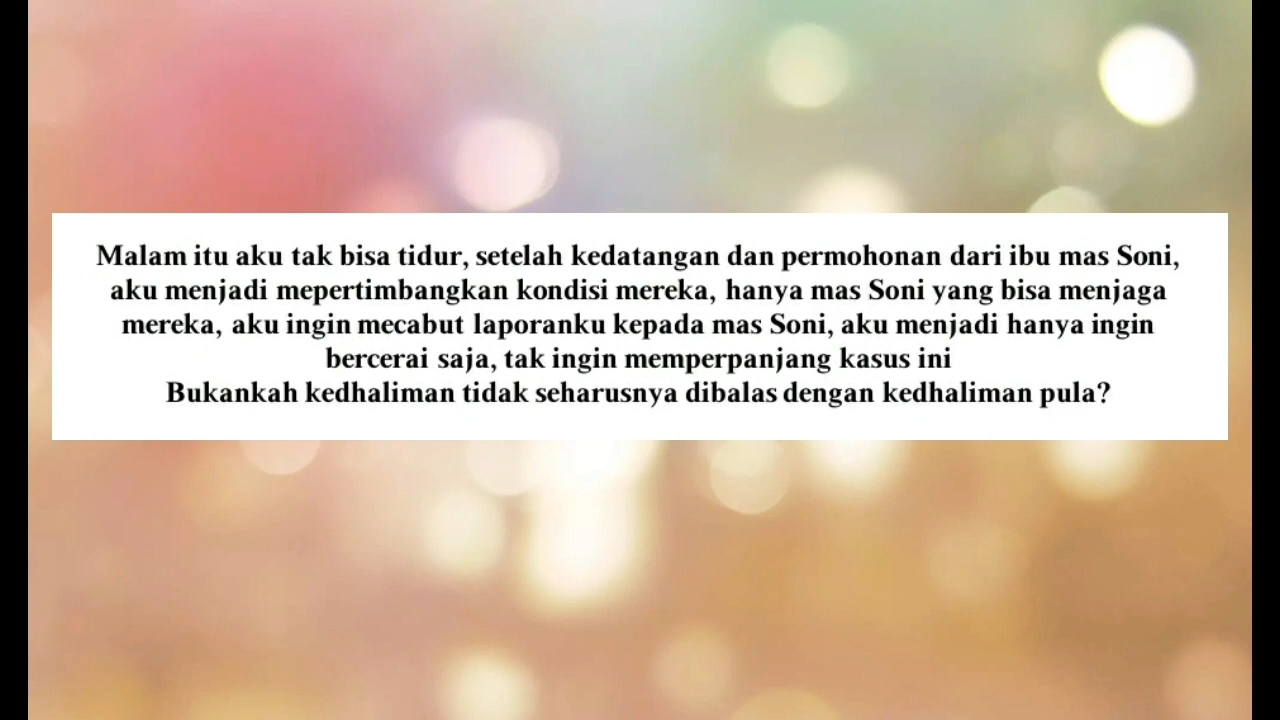 Malam itu aku tak bisa tidur, setelah kedatangan dan permohonan dari ibu mas Soni,
aku menjadi mepertimbangkan kondisi mereka, hanya mas Soni yang bisa menjaga
mereka, aku ingin mecabut laporanku kepada mas Soni, aku menjadi hanya ingin
bercerai saja, tak ingin memperpanjang kasus ini
Bukankah kedhaliman tidak seharusnya dibalas dengan kedhaliman pula?